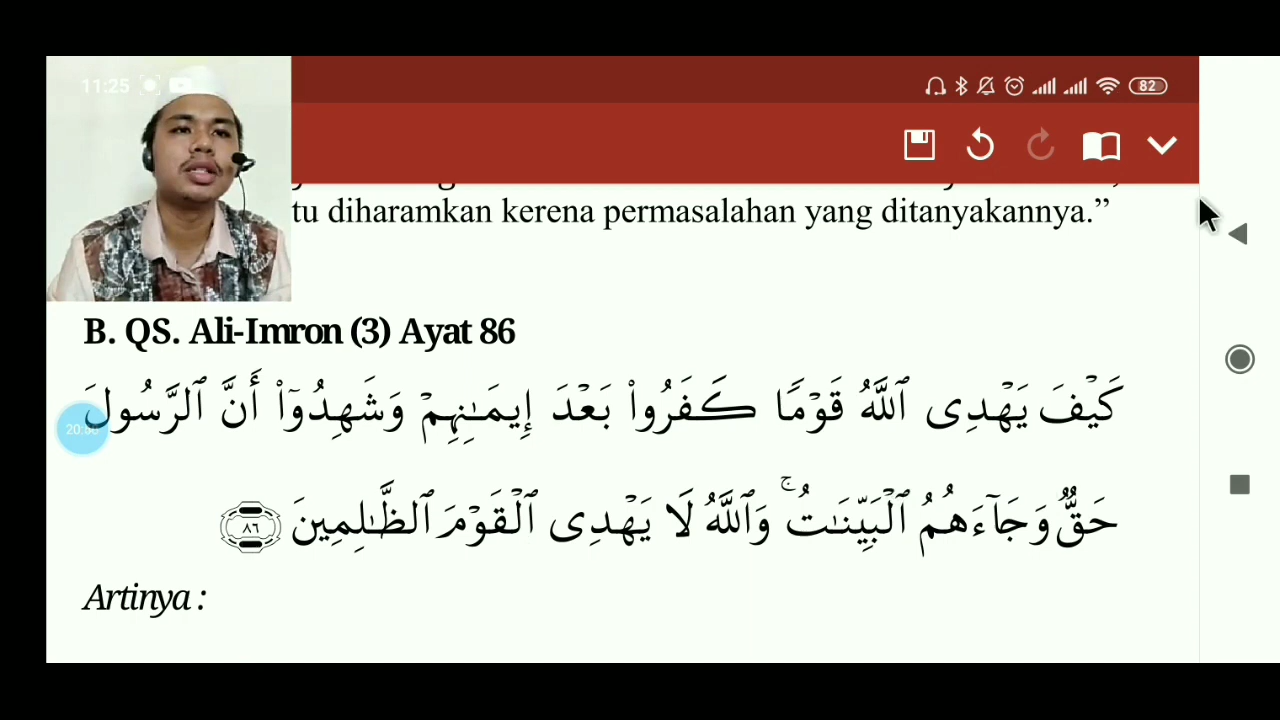 11:25
82
tu diharamkan kerena permasalahan yang ditanyakannya.”
B. QS. Ali-Imron (3) Ayat 86
كَيْفَ يَهْدِى ٱللَّهُ قَوْمًا كَفَرُوا۟ بَعْدَ إِيمَـٰنِهِمْ وَشَهِدُوٓا۟ أَنَّ ٱلرَّسُولَ
حَقٌّ وَجَآءَهُمُ ٱلْبَيِّنَـٰتُ ۚ وَٱللَّهُ لَا يَهْدِى ٱلْقَوْمَ ٱلظَّـٰلِمِينَ ٨٦
Artinya :